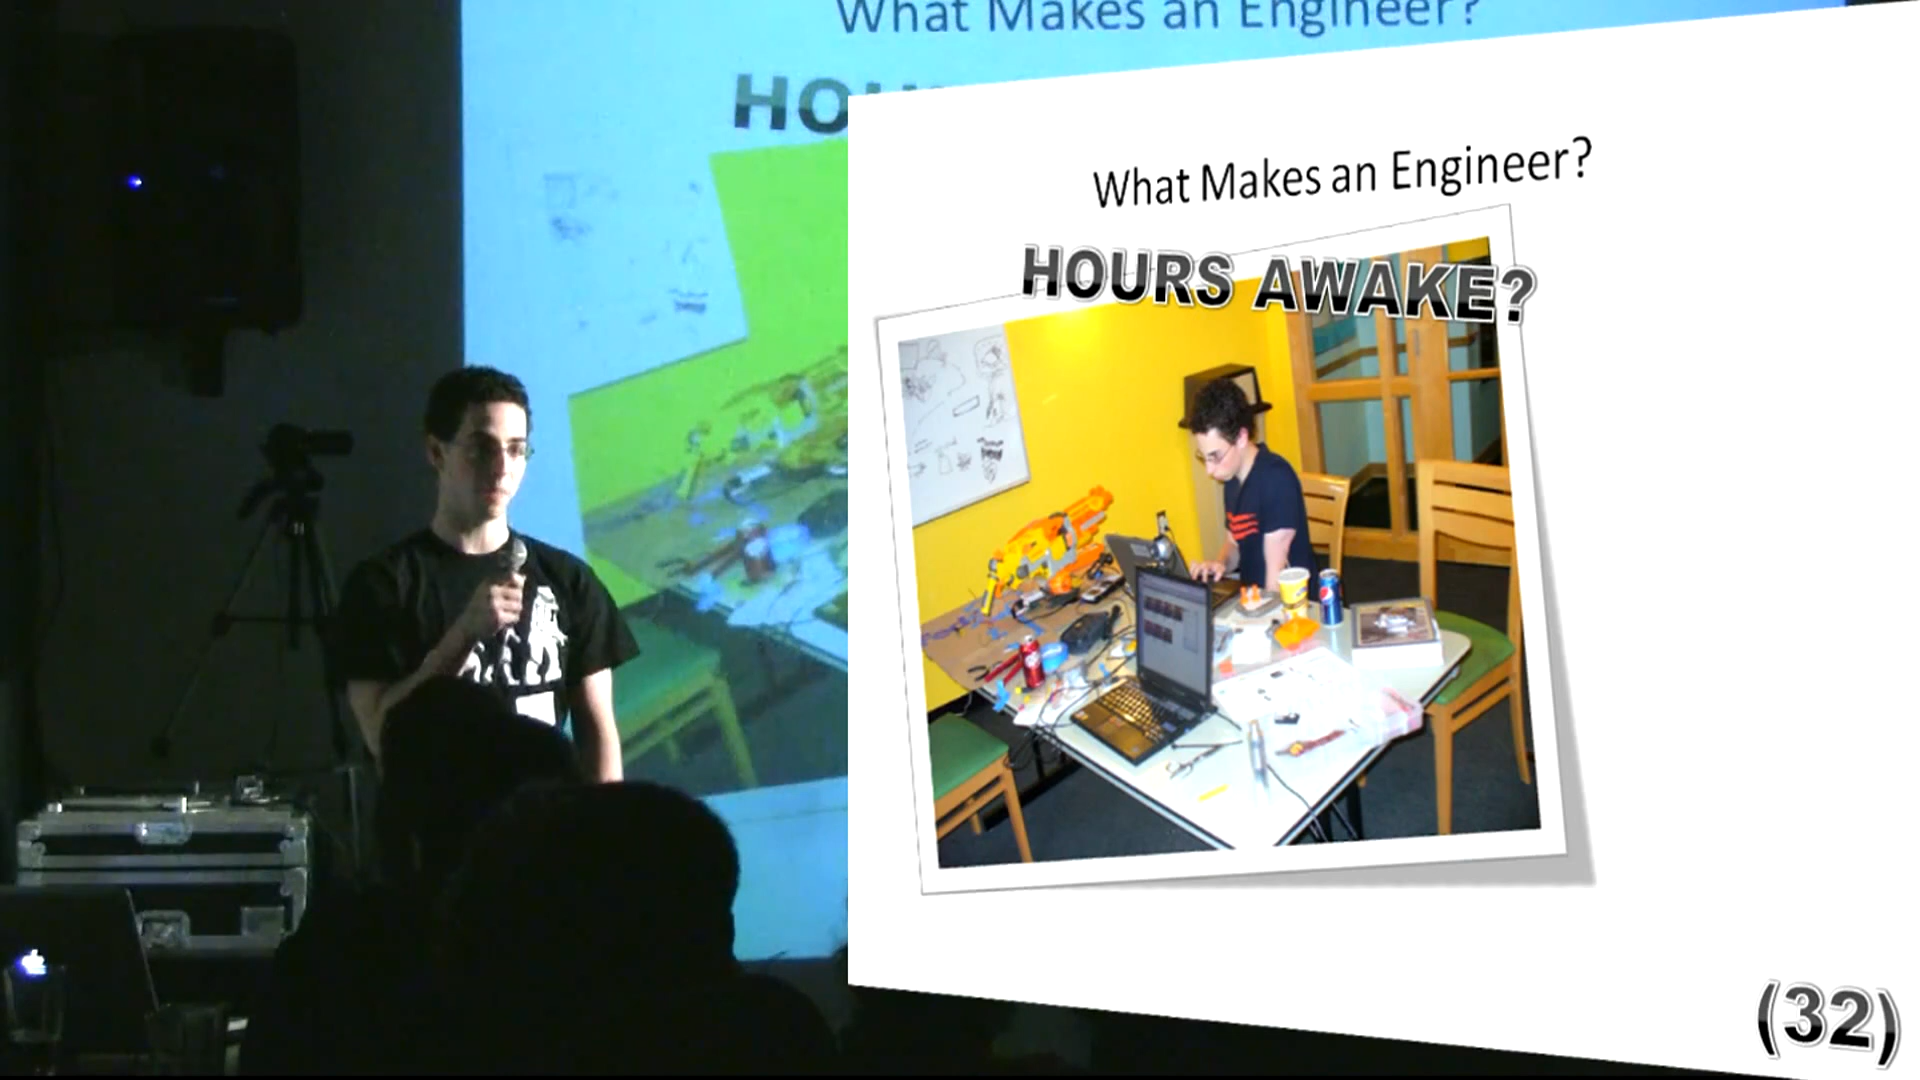 What Makes an Engineer?
HOU
What Makes an Engineer?
HOURS AWAKE?
(32)